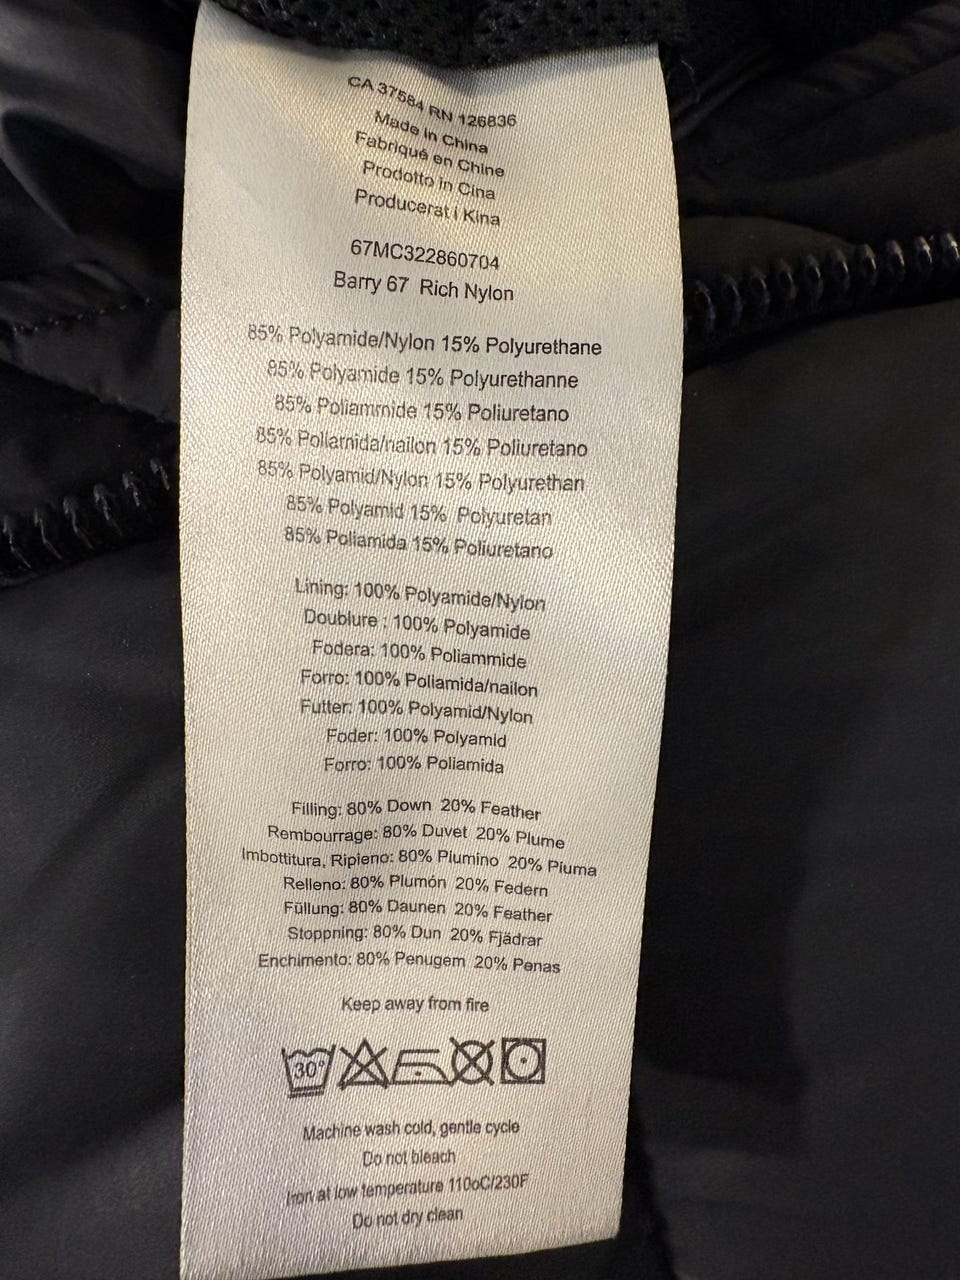 CA 37584 RN 126836
Made in China
Fabriqué en Chine
Prodotto in Cina
Producerat i Kina
67MC322860704
Barry 67 Rich Nylon
85% Polyamide/Nylon 15% Polyurethane
85% Polyamide 15% Polyurethanne
85% Poliammide 15% Poliuretano
85% Poliamida/nailon 15% Poliuretano
85% Polyamid/Nylon 15% Polyurethan
85% Polyamid 15% Polyuretan
85% Poliamida 15% Poliuretano
Lining: 100% Polyamide/Nylon
Doublure : 100% Polyamide
Fodera: 100% Poliammide
Forro: 100% Poliamida/nailon
Futter: 100% Polyamid/Nylon
Foder: 100% Polyamid
Forro: 100% Poliamida
Filling: 80% Down 20% Feather
Rembourrage: 80% Duvet 20% Plume
Imbottitura, Ripieno: 80% Piumino 20% Piuma
Relleno: 80% Plumón 20% Federn
Füllung: 80% Daunen 20% Feather
Stoppning: 80% Dun 20% Fjädrar
Enchimento: 80% Penugem 20% Penas
Keep away from fire
30°
Machine wash cold, gentle cycle
Do not bleach
Iron at low temperature 110oC/230F
Do not dry clean